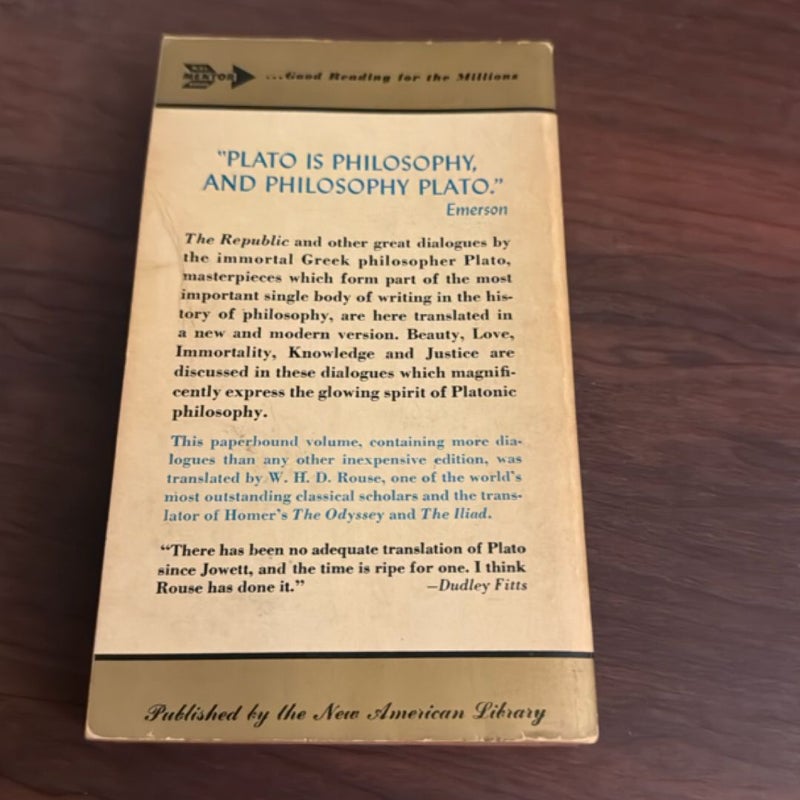 MENTOR ...Good Reading for the Millions
"PLATO IS PHILOSOPHY,
AND PHILOSOPHY PLATO."
Emerson
The Republic and other great dialogues by
the immortal Greek philosopher Plato,
masterpieces which form part of the most
important single body of writing in the his-
tory of philosophy, are here translated in
a new and modern version. Beauty, Love,
Immortality, Knowledge and Justice are
discussed in these dialogues which magnifi-
cently express the glowing spirit of Platonic
philosophy.
This paperbound volume, containing more dia-
logues than any other inexpensive edition, was
translated by W. H. D. Rouse, one of the world's
most outstanding classical scholars and the trans-
lator of Homer's The Odyssey and The Iliad.
"There has been no adequate translation of Plato
since Jowett, and the time is ripe for one. I think
Rouse has done it." —Dudley Fitts
Published by the New American Library